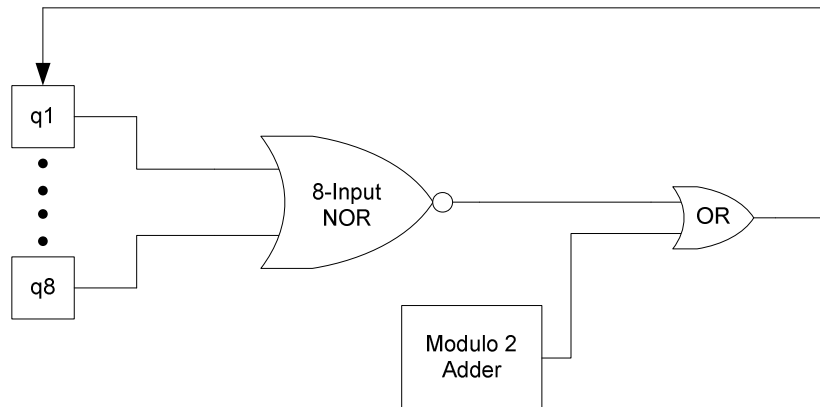 q1
8-Input
NOR
OR
q8
Modulo 2
Adder